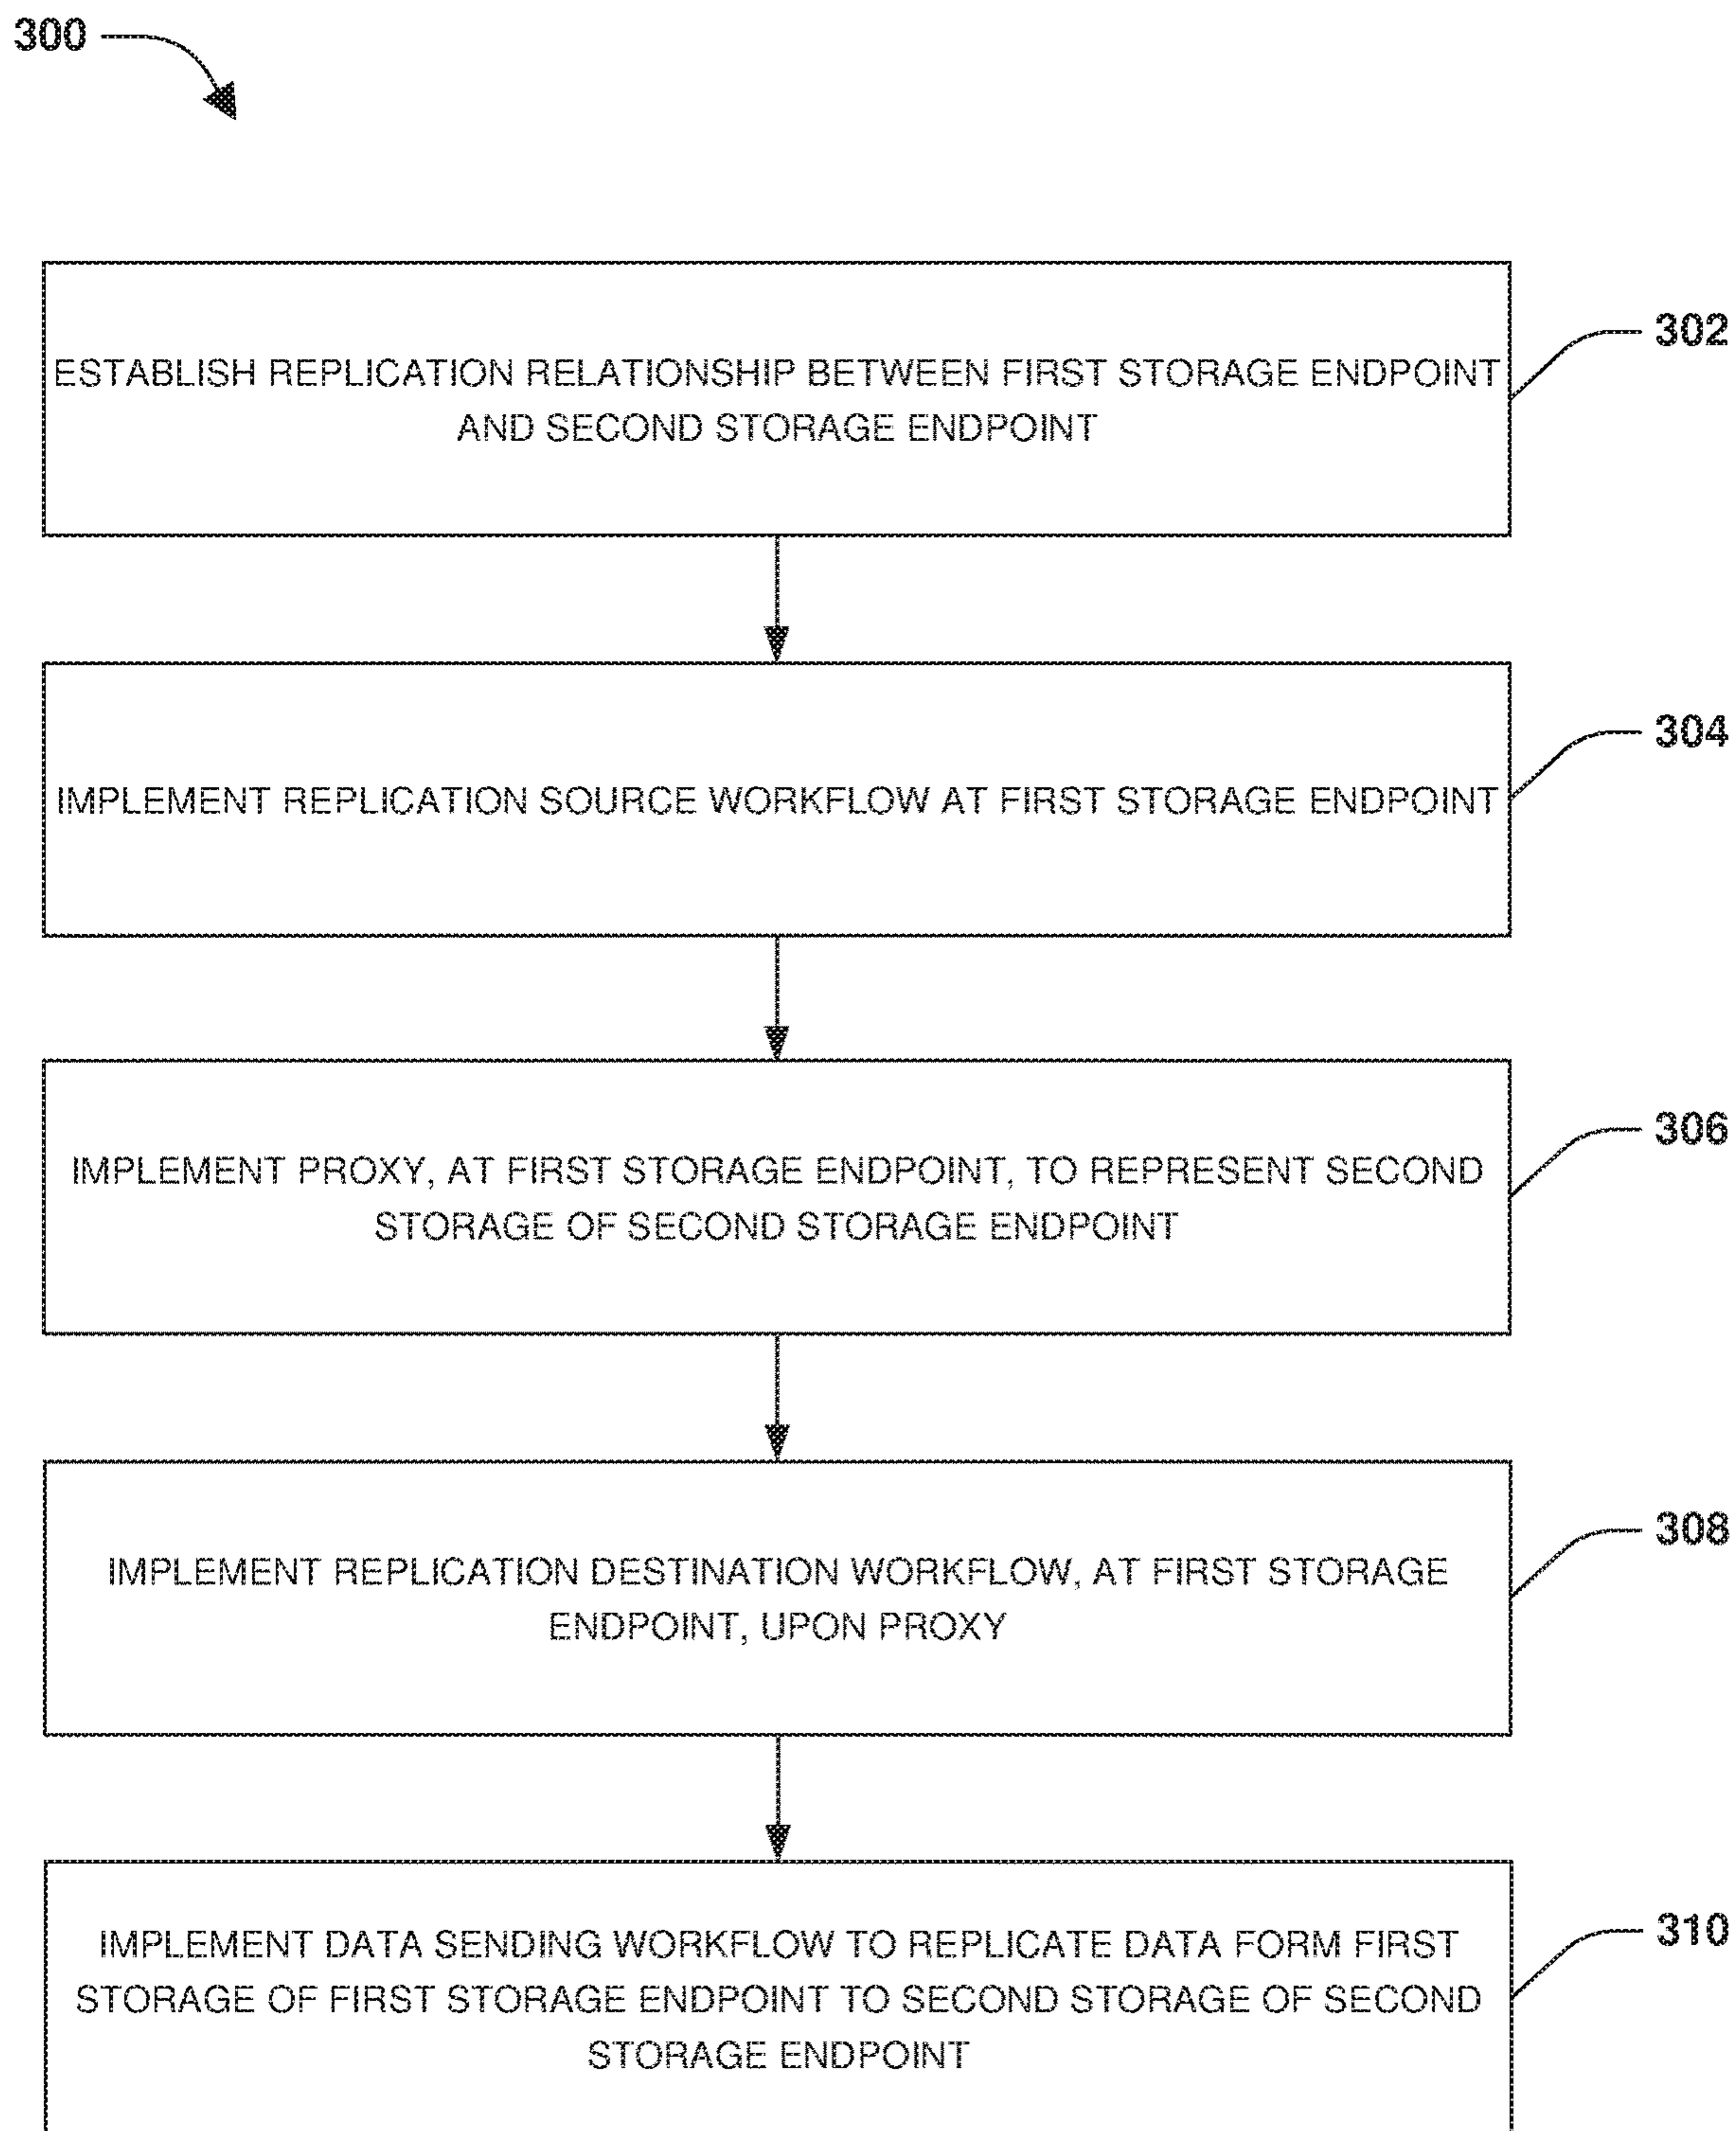 300
ESTABLISH REPLICATION RELATIONSHIP BETWEEN FIRST STORAGE ENDPOINT
AND SECOND STORAGE ENDPOINT
302
IMPLEMENT REPLICATION SOURCE WORKFLOW AT FIRST STORAGE ENDPOINT
304
IMPLEMENT PROXY, AT FIRST STORAGE ENDPOINT, TO REPRESENT SECOND
STORAGE OF SECOND STORAGE ENDPOINT
306
IMPLEMENT REPLICATION DESTINATION WORKFLOW, AT FIRST STORAGE
ENDPOINT, UPON PROXY
308
IMPLEMENT DATA SENDING WORKFLOW TO REPLICATE DATA FORM FIRST
STORAGE OF FIRST STORAGE ENDPOINT TO SECOND STORAGE OF SECOND
STORAGE ENDPOINT
310